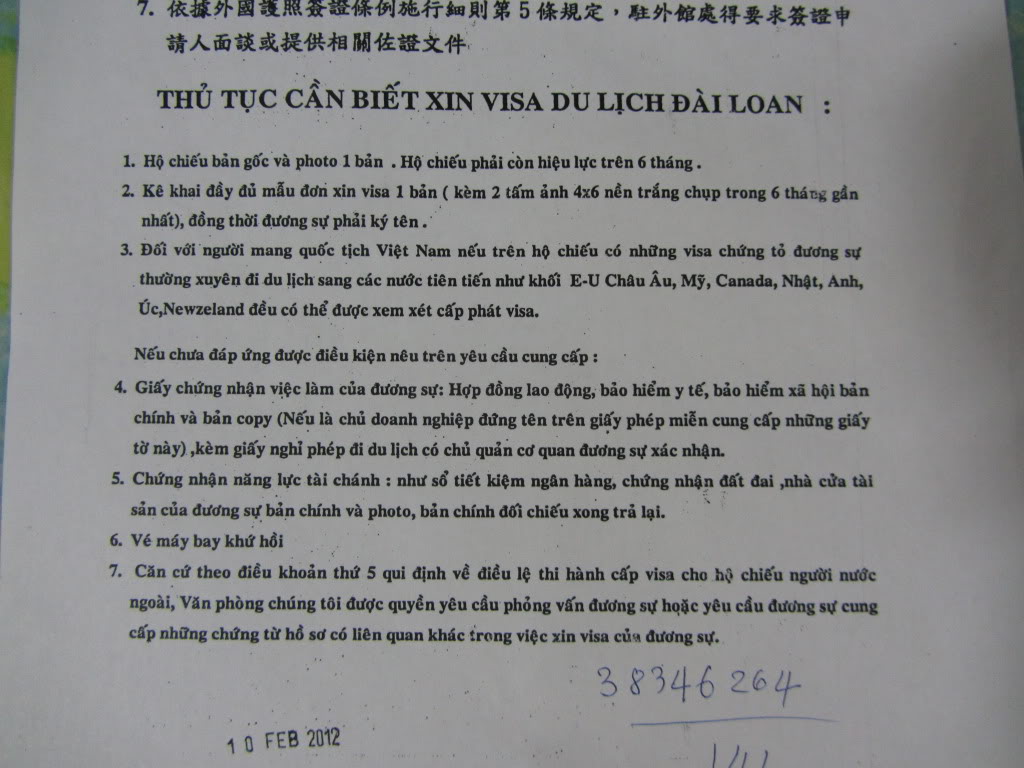 7. 依據外國護照簽證條例施行細則第 5 條規定，駐外館處得要求簽證申
請人面談或提供相關佐證文件
THỦ TỤC CẦN BIẾT XIN VISA DU LỊCH ĐÀI LOAN :
1. Hộ chiếu bản gốc và photo 1 bản . Hộ chiếu phải còn hiệu lực trên 6 tháng .
2. Kê khai đầy đủ mẫu đơn xin visa 1 bản ( kèm 2 tấm ảnh 4x6 nền trắng chụp trong 6 tháng gần
nhất), đồng thời đương sự phải ký tên .
3. Đối với người mang quốc tịch Việt Nam nếu trên hộ chiếu có những visa chứng tỏ đương sự
thường xuyên đi du lịch sang các nước tiên tiến như khối E-U Châu Âu, Mỹ, Canada, Nhật, Anh,
Úc,Newzeland đều có thể được xem xét cấp phát visa.
Nếu chưa đáp ứng được điều kiện nêu trên yêu cầu cung cấp :
4. Giấy chứng nhận việc làm của đương sự: Hợp đồng lao động, bảo hiểm y tế, bảo hiểm xã hội bản
chính và bản copy (Nếu là chủ doanh nghiệp đứng tên trên giấy phép miễn cung cấp những giấy
tờ này) ,kèm giấy nghỉ phép đi du lịch có chủ quản cơ quan đương sự xác nhận.
5. Chứng nhận năng lực tài chánh : như sổ tiết kiệm ngân hàng, chứng nhận đất đai ,nhà cửa tài
sản của đương sự bản chính và photo, bản chính đối chiếu xong trả lại.
6. Vé máy bay khứ hồi
7. Căn cứ theo điều khoản thứ 5 qui định về điều lệ thi hành cấp visa cho hộ chiếu người nước
ngoài, Văn phòng chúng tôi được quyền yêu cầu phỏng vấn đương sự hoặc yêu cầu đương sự cung
cấp những chứng từ hồ sơ có liên quan khác trong việc xin visa của đương sự.
38346264
10 FEB 2012